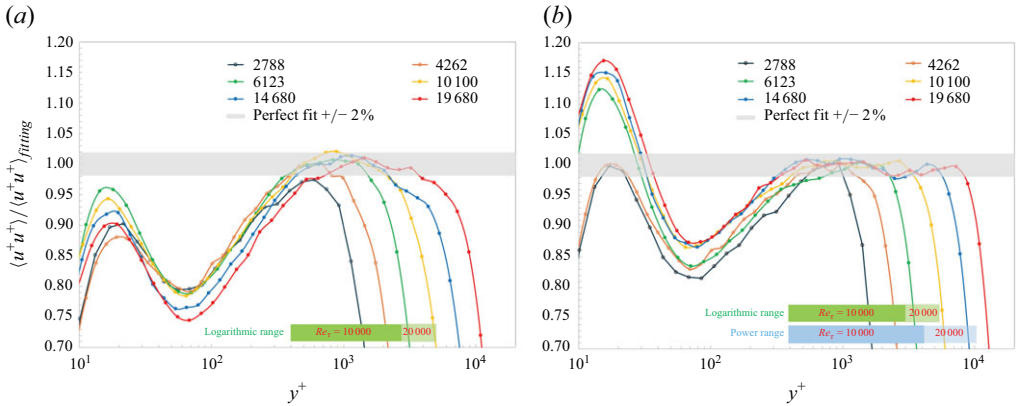 (a)
1.20
1.15
1.10
1.05
1.00
0.95
0.90
0.85
0.80
0.75
0.70
⟨u⁺u⁺⟩/⟨u⁺u⁺⟩fitting
2788 4262
6123 10 100
14 680 19 680
Perfect fit +/− 2 %
Logarithmic range Reτ = 10 000 20 000
10¹ 10² 10³ 10⁴
y⁺
(b)
1.20
1.15
1.10
1.05
1.00
0.95
0.90
0.85
0.80
0.75
0.70
2788 4262
6123 10 100
14 680 19 680
Perfect fit +/− 2 %
Logarithmic range Reτ = 10 000 20 000
Power range Reτ = 10 000 20 000
10¹ 10² 10³ 10⁴
y⁺